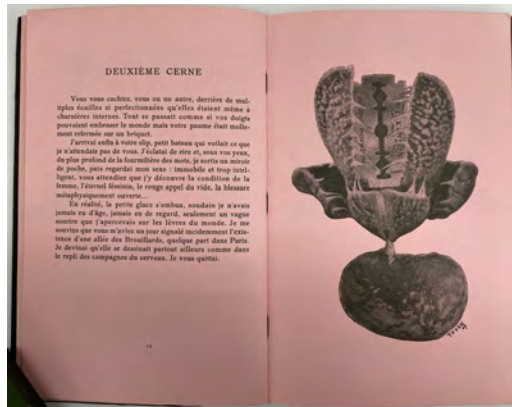 DEUXIÈME CERNE
Vous vous cachiez, vous ou un autre, derrière de mul-
tiples écailles si perfectionnées qu'elles étaient même à
charnières internes. Tout se passait comme si vos doigts
pouvaient embrasser le monde mais votre paume était molle-
ment refermée sur un briquet.
J'arrivai enfin à votre slip, petit bateau qui voilait ce que
je n'attendais pas de vous. J'éclatai de rire et, sous vos yeux,
du plus profond de la fourmilière des mots, je sortis un miroir
de poche, puis regardai mon sexe : immobile et trop intel-
ligent, vous attendiez que j'y découvre la condition de la
femme, l'éternel féminin, le rouge appel du vide, la blessure
métaphysiquement ouverte...
En réalité, la petite glace s'embua, soudain je n'avais
jamais eu d'âge, jamais eu de regard, seulement un vague
sourire que j'apercevais sur les lèvres du monde. Je me
souvins que vous m'aviez un jour signalé incidemment l'exis-
tence d'une allée des Brouillards, quelque part dans Paris.
Je devinai qu'elle se dessinait partout ailleurs comme dans
le repli des campagnes du cerveau. Je vous quittai.